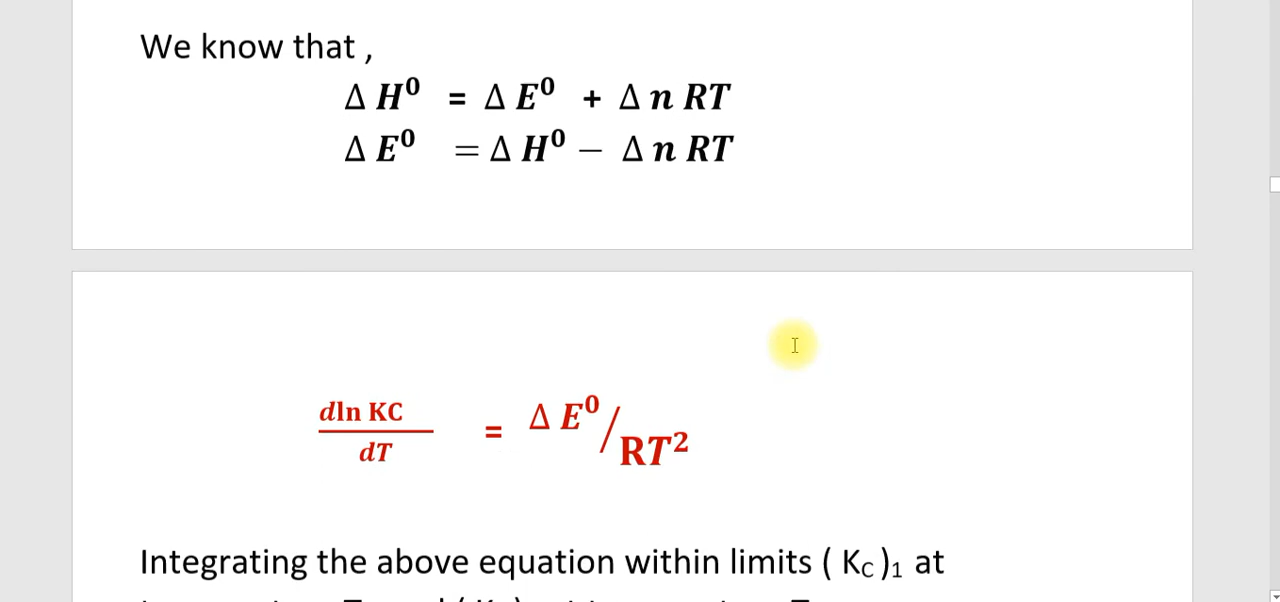 We know that ,
Δ H⁰ = Δ E⁰ + Δ n RT
Δ E⁰ = Δ H⁰ − Δ n RT
dln KC / dT = Δ E⁰ / RT²
Integrating the above equation within limits ( K_C )₁ at